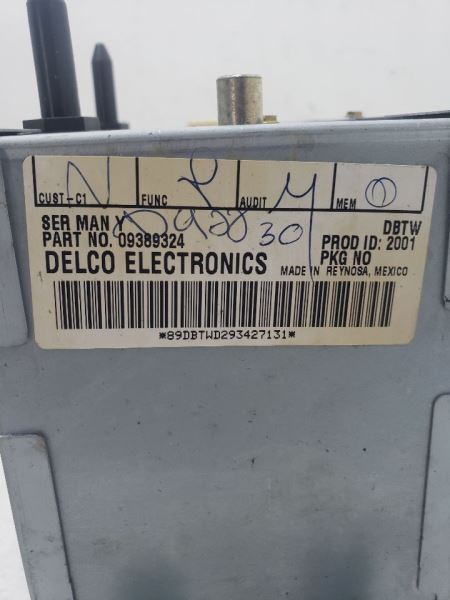 CUST-C1 N FUNC AUDIT MEM O
SER MAN DBTW
PART NO. 09389324 30 PROD ID: 2001
DELCO ELECTRONICS PKG NO
MADE IN REYNOSA, MEXICO
*89DBTWD293427131*